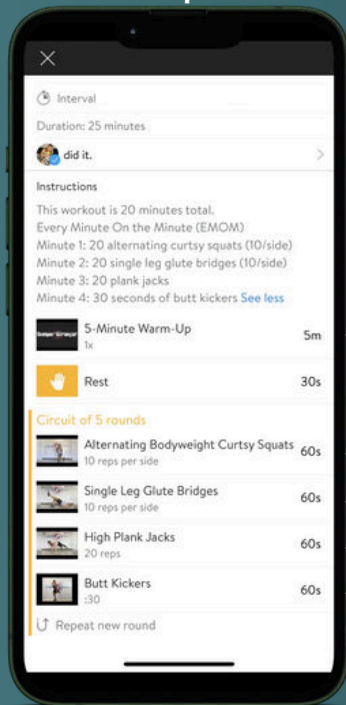 Interval
Duration: 25 minutes
did it.
Instructions
This workout is 20 minutes total.
Every Minute On the Minute (EMOM)
Minute 1: 20 alternating curtsy squats (10/side)
Minute 2: 20 single leg glute bridges (10/side)
Minute 3: 20 plank jacks
Minute 4: 30 seconds of butt kickers See less
5-Minute Warm-Up
1x
5m
Rest
30s
Circuit of 5 rounds
Alternating Bodyweight Curtsy Squats
10 reps per side
60s
Single Leg Glute Bridges
10 reps per side
60s
High Plank Jacks
20 reps
60s
Butt Kickers
:30
60s
Repeat new round